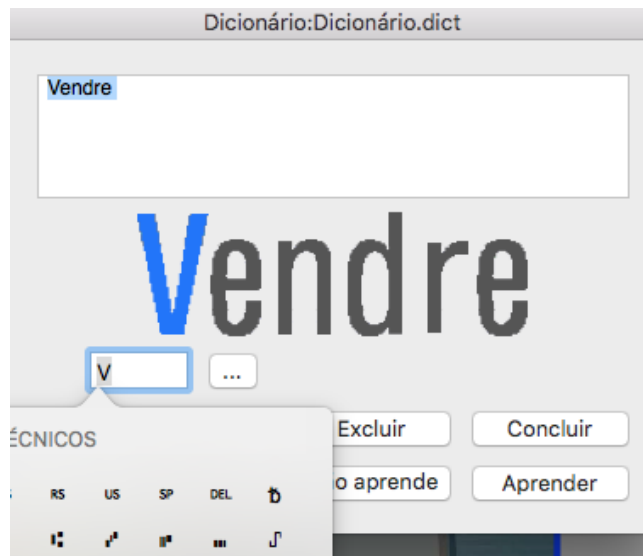 Dicionário:Dicionário.dict
Vendre
Vendre
V ...
ÉCNICOS
Excluir Concluir
RS US SP DEL
o aprende Aprender